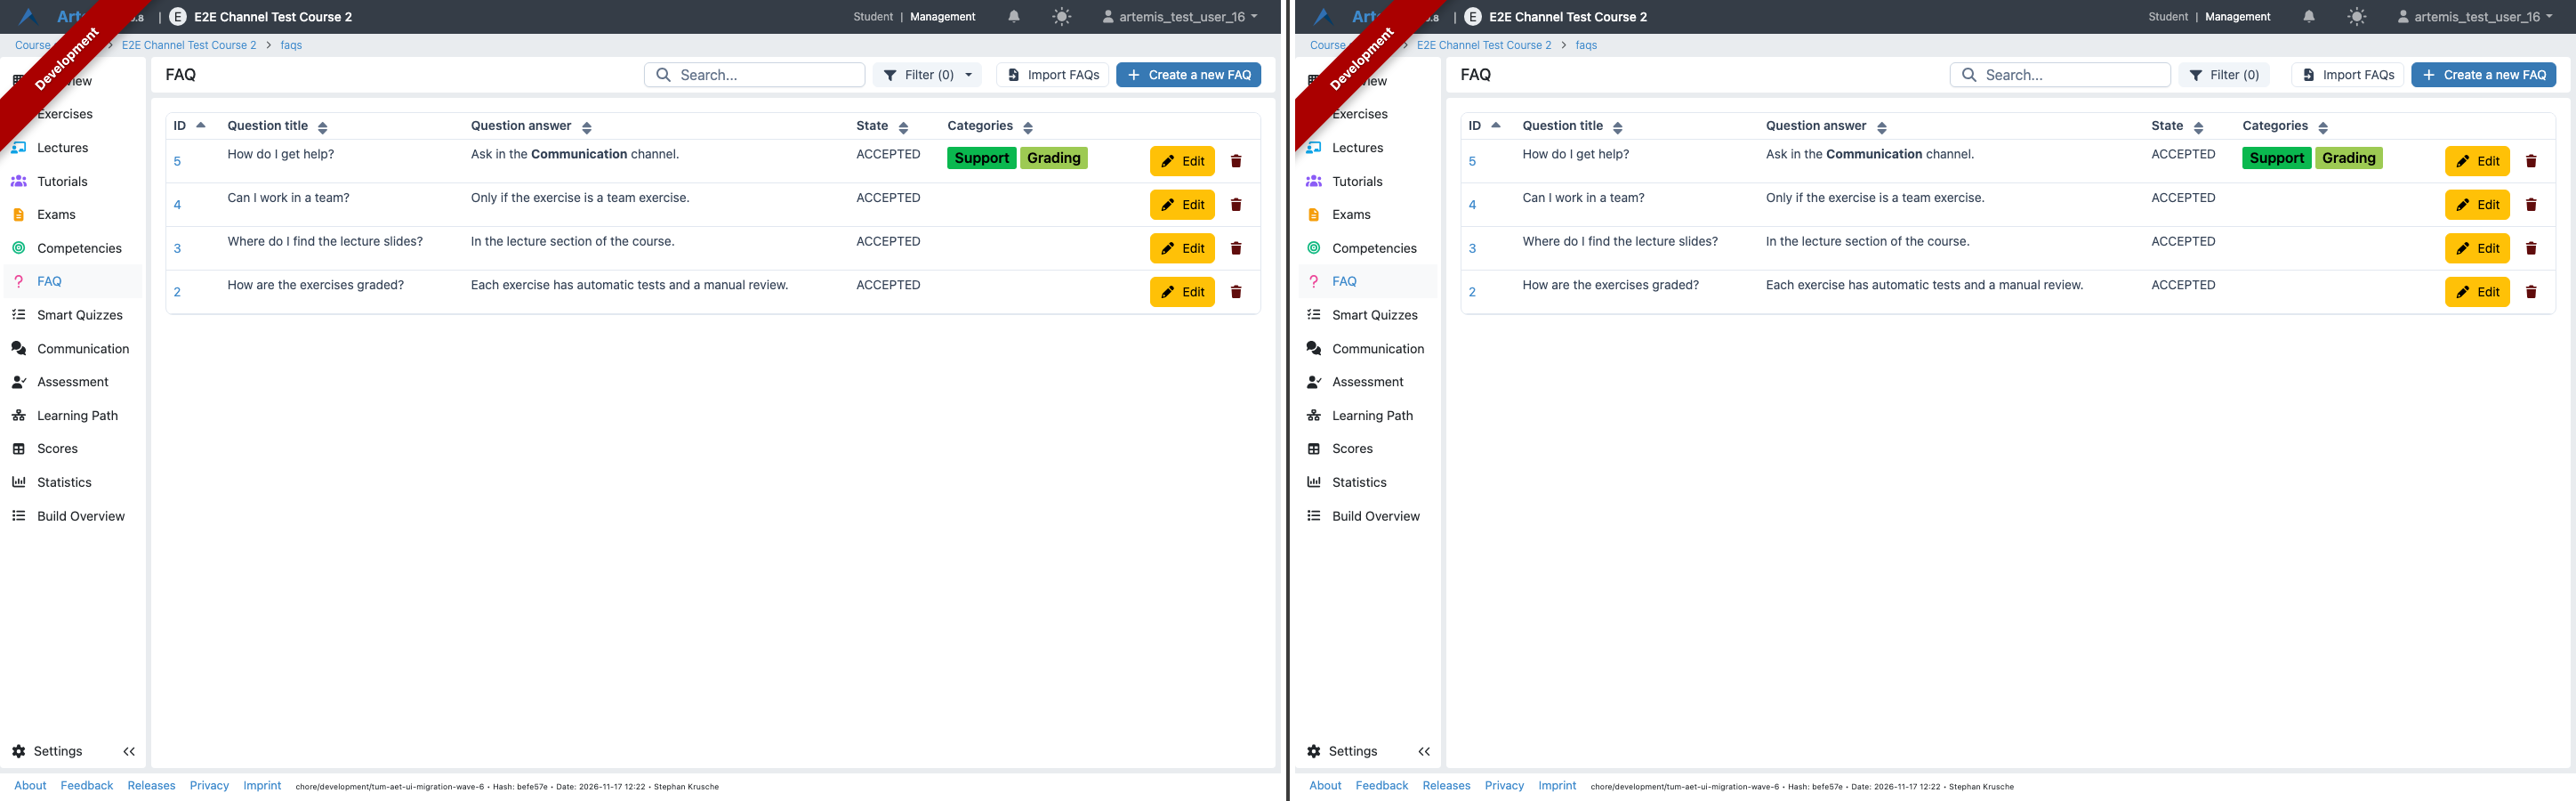 Development
.8 | E E2E Channel Test Course 2 Student | Management artemis_test_user_16
E2E Channel Test Course 2 > faqs
Exercises
Lectures
Tutorials
Exams
Competencies
FAQ
Smart Quizzes
Communication
Assessment
Learning Path
Scores
Statistics
Build Overview
Settings
FAQ Search... Filter (0) Import FAQs Create a new FAQ
ID Question title Question answer State Categories
5 How do I get help? Ask in the Communication channel. ACCEPTED Support Grading Edit
4 Can I work in a team? Only if the exercise is a team exercise. ACCEPTED Edit
3 Where do I find the lecture slides? In the lecture section of the course. ACCEPTED Edit
2 How are the exercises graded? Each exercise has automatic tests and a manual review. ACCEPTED Edit
About Feedback Releases Privacy Imprint chore/development/tum-aet-ui-migration-wave-6 • Hash: befe57e • Date: 2026-11-17 12:22 • Stephan Krusche
Development
.8 | E E2E Channel Test Course 2 Student | Management artemis_test_user_16
E2E Channel Test Course 2 > faqs
Exercises
Lectures
Tutorials
Exams
Competencies
FAQ
Smart Quizzes
Communication
Assessment
Learning Path
Scores
Statistics
Build Overview
Settings
FAQ Search... Filter (0) Import FAQs Create a new FAQ
ID Question title Question answer State Categories
5 How do I get help? Ask in the Communication channel. ACCEPTED Support Grading Edit
4 Can I work in a team? Only if the exercise is a team exercise. ACCEPTED Edit
3 Where do I find the lecture slides? In the lecture section of the course. ACCEPTED Edit
2 How are the exercises graded? Each exercise has automatic tests and a manual review. ACCEPTED Edit
About Feedback Releases Privacy Imprint chore/development/tum-aet-ui-migration-wave-6 • Hash: befe57e • Date: 2026-11-17 12:22 • Stephan Krusche